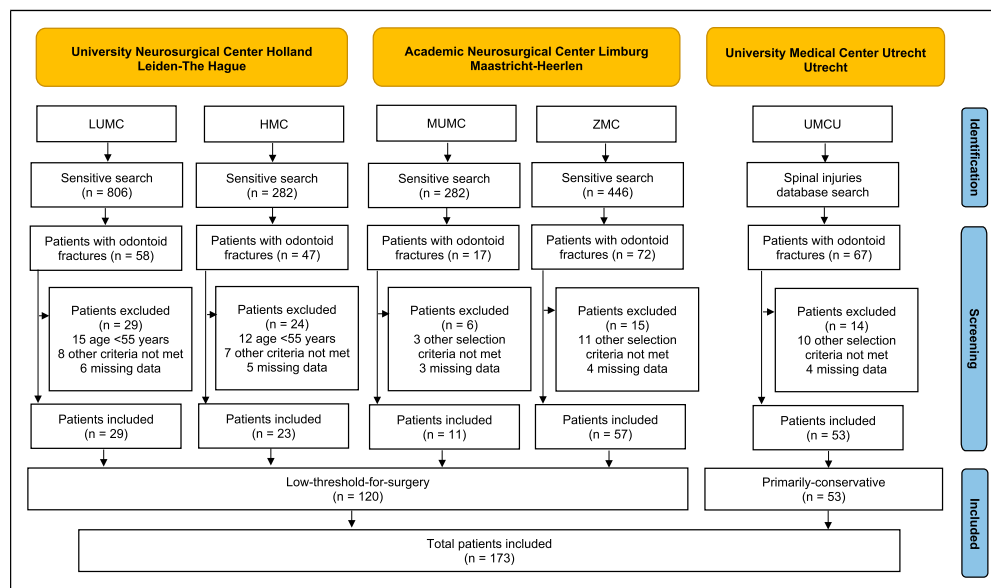 University Neurosurgical Center Holland
Leiden-The Hague
Academic Neurosurgical Center Limburg
Maastricht-Heerlen
University Medical Center Utrecht
Utrecht
Identification
LUMC
HMC
MUMC
ZMC
UMCU
Sensitive search
(n = 806)
Sensitive search
(n = 282)
Sensitive search
(n = 282)
Sensitive search
(n = 446)
Spinal injuries
database search
Screening
Patients with odontoid
fractures (n = 58)
Patients with odontoid
fractures (n = 47)
Patients with odontoid
fractures (n = 17)
Patients with odontoid
fractures (n = 72)
Patients with odontoid
fractures (n = 67)
Patients excluded
(n = 29)
15 age <55 years
8 other criteria not met
6 missing data
Patients excluded
(n = 24)
12 age <55 years
7 other criteria not met
5 missing data
Patients excluded
(n = 6)
3 other selection
criteria not met
3 missing data
Patients excluded
(n = 15)
11 other selection
criteria not met
4 missing data
Patients excluded
(n = 14)
10 other selection
criteria not met
4 missing data
Patients included
(n = 29)
Patients included
(n = 23)
Patients included
(n = 11)
Patients included
(n = 57)
Patients included
(n = 53)
Included
Low-threshold-for-surgery
(n = 120)
Primarily-conservative
(n = 53)
Total patients included
(n = 173)